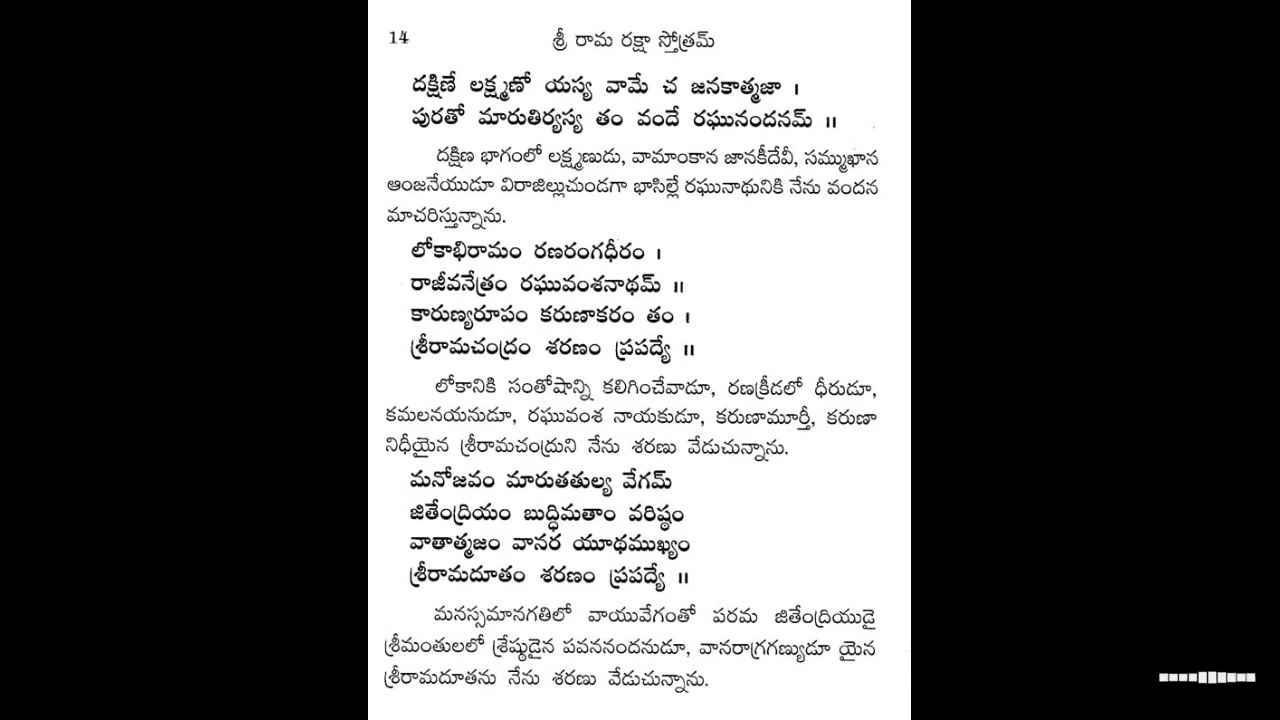 14
శ్రీ రామ రక్షా స్తోత్రమ్
దక్షిణే లక్ష్మణో యస్య వామే చ జనకాత్మజా ।
పురతో మారుతిర్యస్య తం వందే రఘునందనమ్ ॥
దక్షిణ భాగంలో లక్ష్మణుడు, వామాంకాన జానకీదేవీ, సమ్ముఖాన
ఆంజనేయుడూ విరాజిల్లుచుండగా భాసిల్లే రఘునాథునికి నేను వందన
మాచరిస్తున్నాను.
లోకాభిరామం రణరంగధీరం ।
రాజీవనేత్రం రఘువంశనాథమ్ ॥
కారుణ్యరూపం కరుణాకరం తం ।
శ్రీరామచంద్రం శరణం ప్రపద్యే ॥
లోకానికి సంతోషాన్ని కలిగించేవాడూ, రణక్రీడలో ధీరుడూ,
కమలనయనుడూ, రఘువంశ నాయకుడూ, కరుణామూర్తీ, కరుణా
నిధీయైన శ్రీరామచంద్రుని నేను శరణు వేడుచున్నాను.
మనోజవం మారుతతుల్య వేగమ్
జితేంద్రియం బుద్ధిమతాం వరిష్ఠం
వాతాత్మజం వానర యూథముఖ్యం
శ్రీరామదూతం శరణం ప్రపద్యే ॥
మనస్సమానగతిలో వాయువేగంతో పరమ జితేంద్రియుడై
శ్రీమంతులలో శ్రేష్ఠుడైన పవననందనుడూ, వానరాగ్రగణ్యుడూ యైన
శ్రీరామదూతను నేను శరణు వేడుచున్నాను.